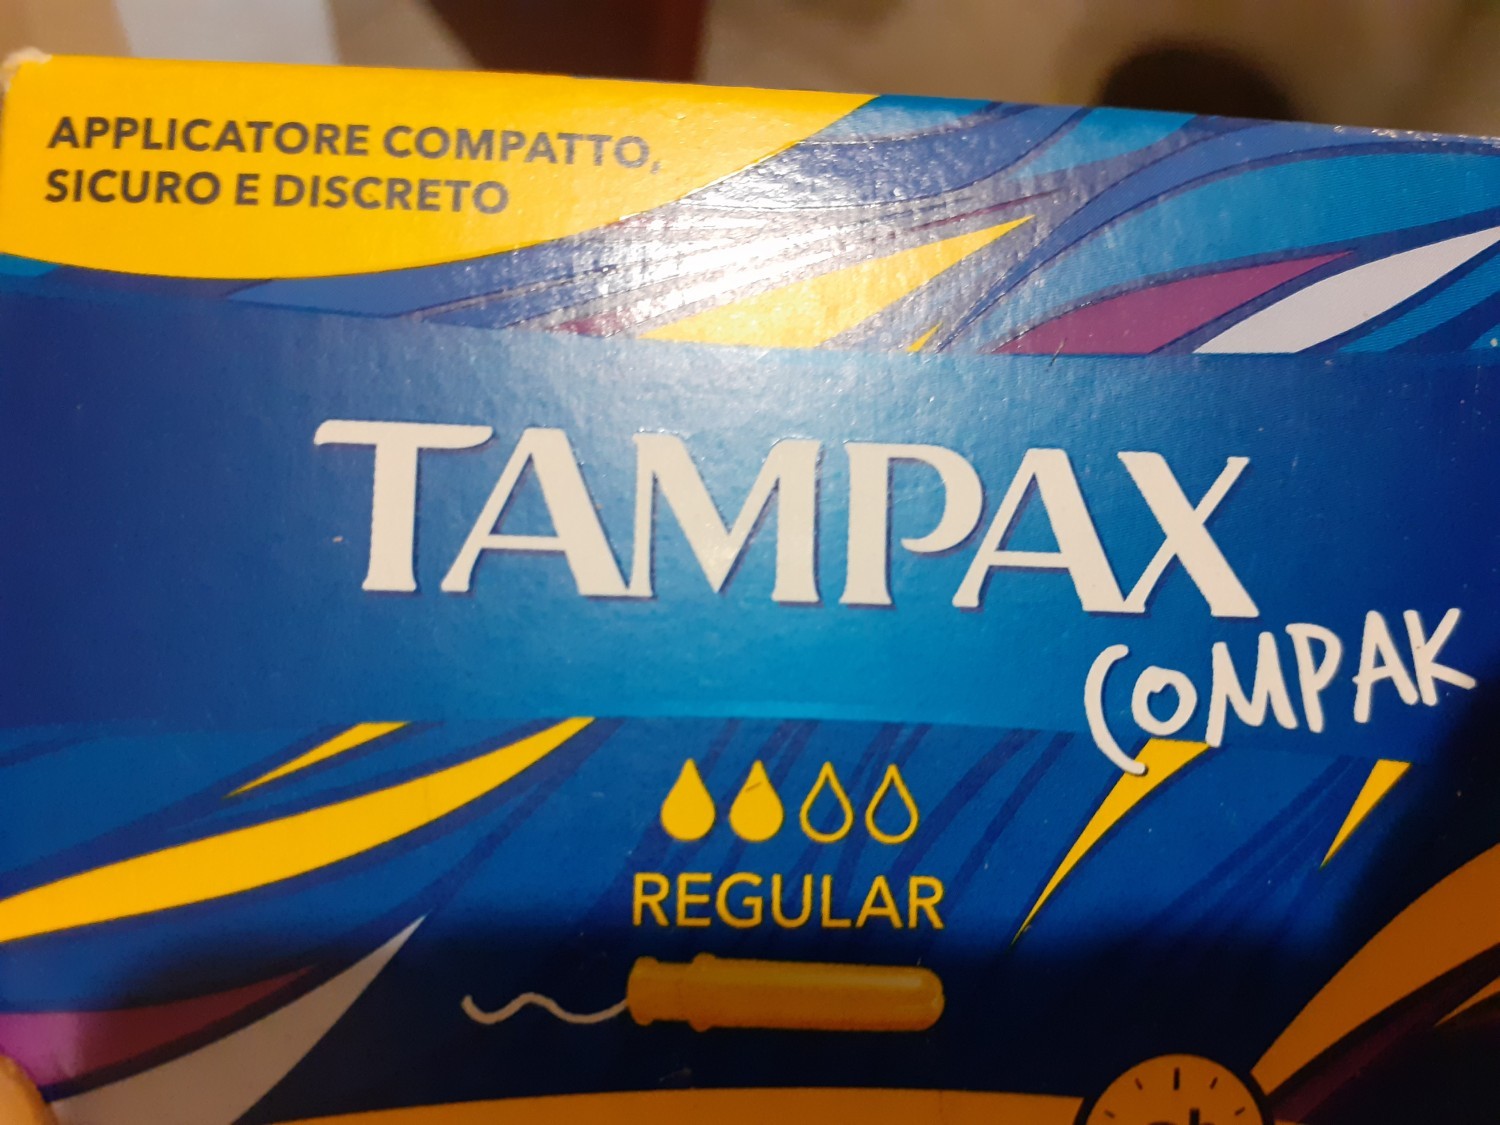 APPLICATORE COMPATTO,
SICURO E DISCRETO
TAMPAX
COMPAK
REGULAR